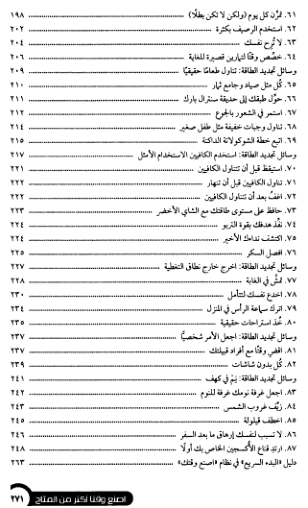 ٦١. تمرَّن كل يوم (ولكن لا تكن بطلًا) ١٩٨
٦٢. استخدم الرصيف بكثرة ٢٠٢
٦٣. لا تُرِح نفسك ٢٠٤
٦٤. خصِّص وقتًا لتمارين قصيرة للغاية ٢٠٦
وسائل تجديد الطاقة: تناول طعامًا حقيقيًّا ٢٠٩
٦٥. كُل مثل صياد وجامع ثمار ٢١٠
٦٦. حوِّل طبقك إلى حديقة سنترال بارك ٢١١
٦٧. استمر في الشعور بالجوع ٢١٢
٦٨. تناول وجبات خفيفة مثل طفل صغير ٢١٤
٦٩. اتبع خطة الشوكولاتة الداكنة ٢١٥
وسائل تجديد الطاقة: استخدم الكافيين الاستخدام الأمثل ٢١٧
٧٠. استيقظ قبل أن تتناول الكافيين ٢٢١
٧١. تناول الكافيين قبل أن تنهار ٢٢١
٧٢. اغفُ بعد أن تتناول الكافيين ٢٢٢
٧٣. حافظ على مستوى طاقتك مع الشاي الأخضر ٢٢٣
٧٤. نفِّذ هدفك بقوة التربو ٢٢٤
٧٥. اكتشف نداءك الأخير ٢٢٤
٧٦. افصل السكر ٢٢٥
وسائل تجديد الطاقة: اخرج خارج نطاق التغطية ٢٢٧
٧٧. تمشَّ في الغابة ٢٢٨
٧٨. اخدع نفسك لتتأمل ٢٣٠
٧٩. اترك سماعة الرأس في المنزل ٢٣٤
٨٠. خُذ استراحات حقيقية ٢٣٥
وسائل تجديد الطاقة: اجعل الأمر شخصيًّا ٢٣٧
٨١. اقضِ وقتًا مع أفراد قبيلتك ٢٣٧
٨٢. كُل بدون شاشات ٢٣٩
وسائل تجديد الطاقة: نَمْ في كهف ٢٤١
٨٣. اجعل غرفة نومك غرفة للنوم ٢٤٢
٨٤. زيِّف غروب الشمس ٢٤٣
٨٥. اختطف قيلولة ٢٤٥
٨٦. لا تسبب لنفسك إرهاق ما بعد السفر ٢٤٦
٨٧. ارتدِ قناع الأكسجين الخاص بك أولًا ٢٤٨
دليل «البدء السريع» في نظام «اصنع وقتك» ٢٦٣
اصنع وقتا أكثر من المتاح ٢٧١